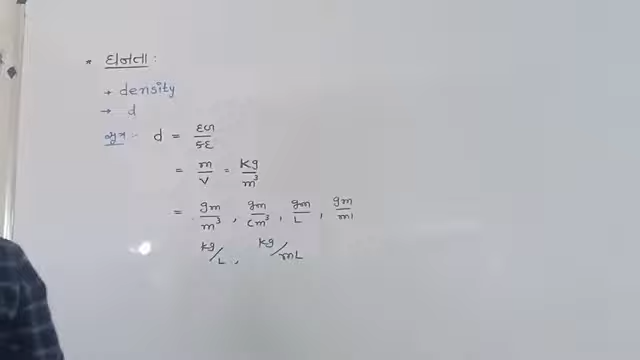 * ઘનતા :
→ density
→ d
સૂત્ર :- d = દળ / કદ
= m / V = Kg / m³
= gm / m³ , gm / cm³ , gm / L , gm / ml
kg / L , kg / mL